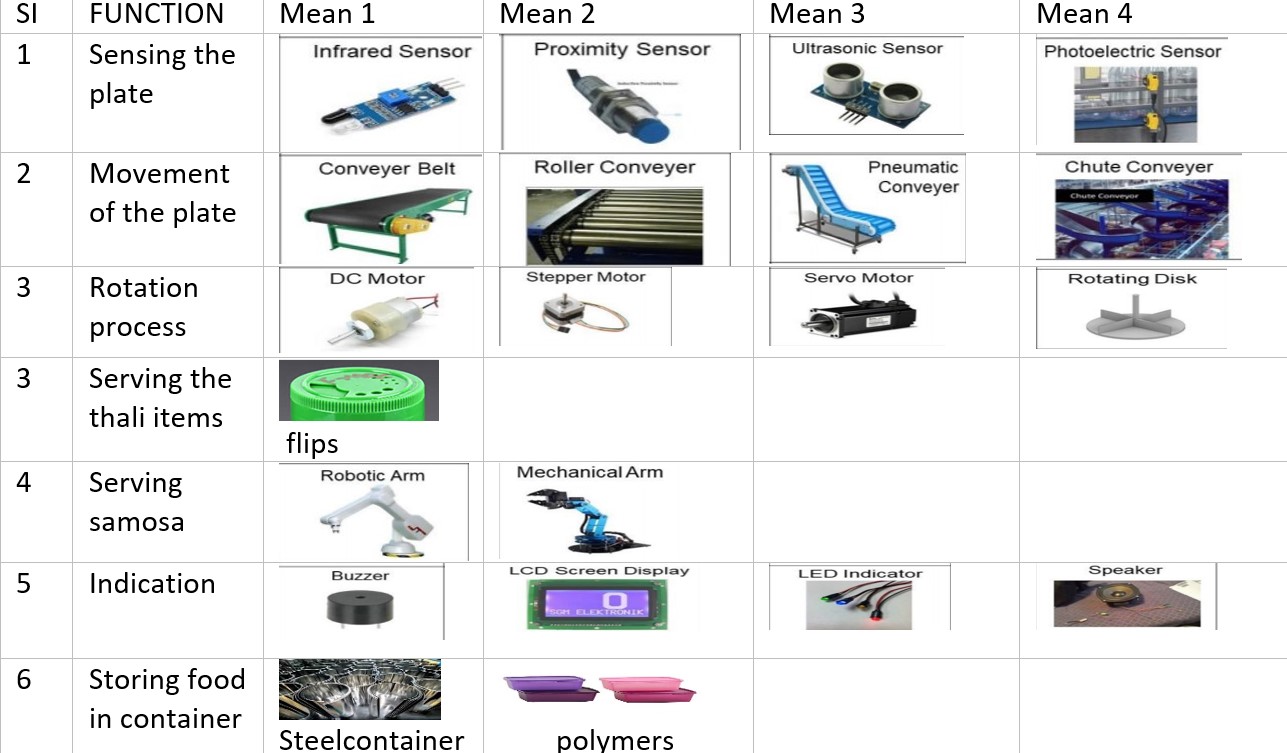 SI FUNCTION Mean 1 Mean 2 Mean 3 Mean 4
1 Sensing the plate
Infrared Sensor
Proximity Sensor
Inductive Proximity Sensor
Ultrasonic Sensor
Photoelectric Sensor
2 Movement of the plate
Conveyer Belt
Roller Conveyer
Pneumatic
Conveyer
Chute Conveyer
Chute Conveyor
3 Rotation process
DC Motor
Stepper Motor
Servo Motor
Rotating Disk
3 Serving the thali items
flips
4 Serving samosa
Robotic Arm
Mechanical Arm
5 Indication
Buzzer
LCD Screen Display
0
SGM ELEKTRONIK
LED Indicator
Speaker
6 Storing food in container
Steelcontainer
polymers